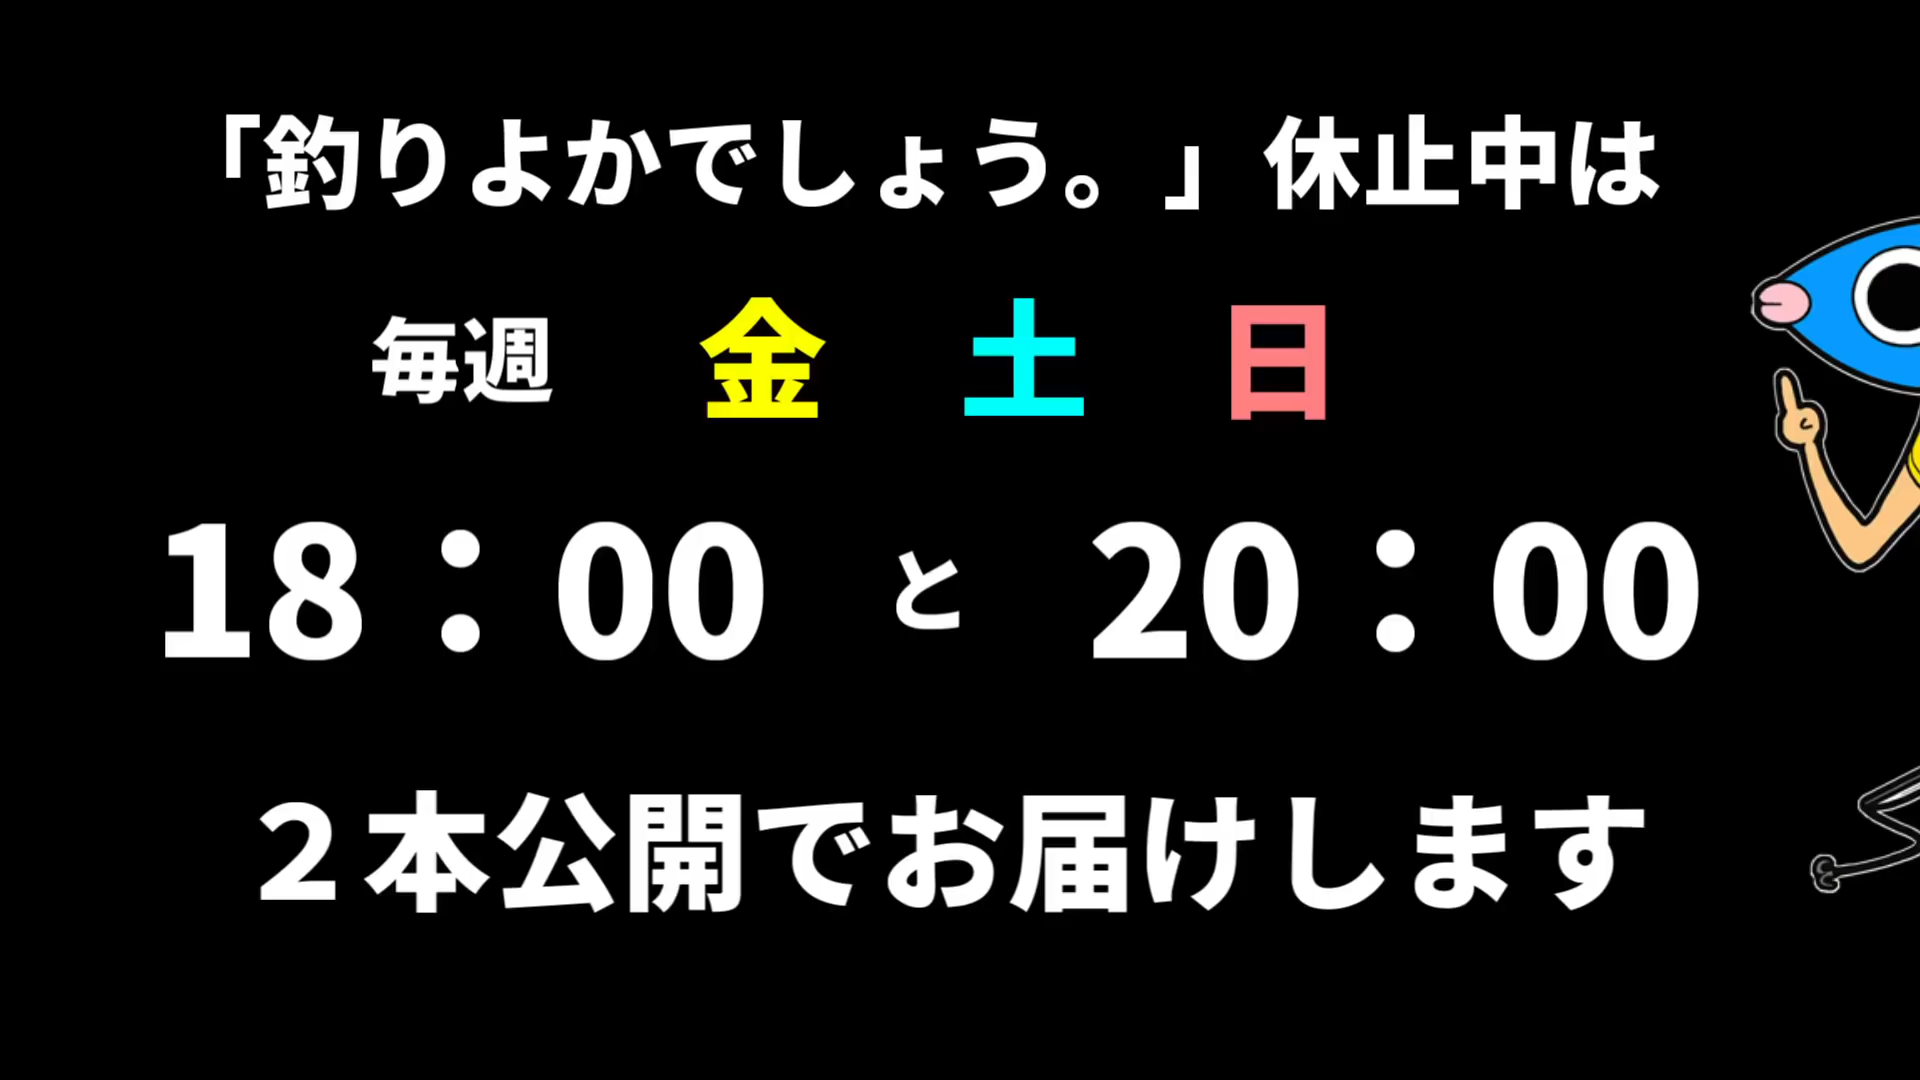 「釣りよかでしょう。」休止中は
毎週 金 土 日
18：00 と 20：00
２本公開でお届けします